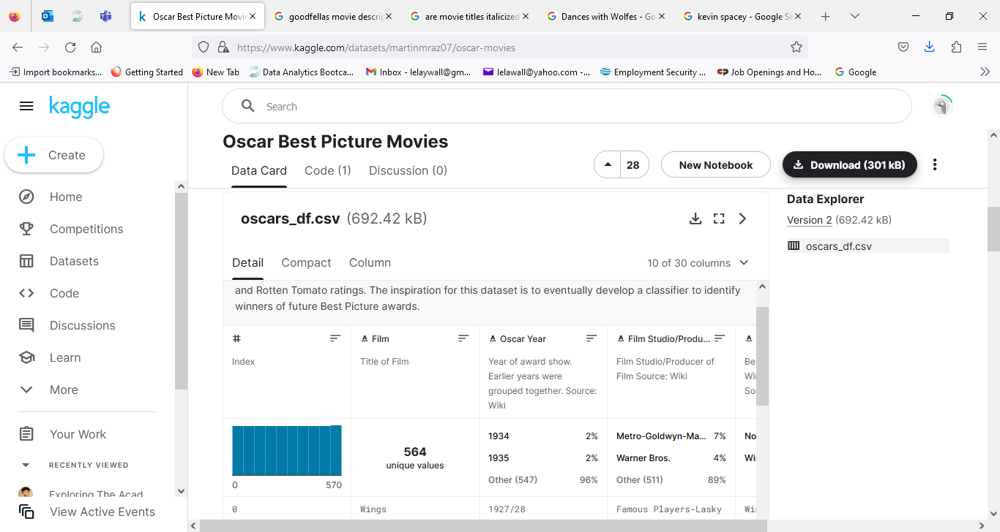 Oscar Best Picture Movie
goodfellas movie descrip
are movie titles italicized
Dances with Wolfes - Go
kevin spacey - Google Se
https://www.kaggle.com/datasets/martinmraz07/oscar-movies
Import bookmarks...
Getting Started
New Tab
Data Analytics Bootca...
Inbox - lelaywall@gm...
lelawall@yahoo.com -...
Employment Security ...
Job Openings and Ho...
Google
kaggle
Search
Create
Home
Competitions
Datasets
Code
Discussions
Learn
More
Your Work
RECENTLY VIEWED
Exploring The Acad
View Active Events
Oscar Best Picture Movies
Data Card
Code (1)
Discussion (0)
28
New Notebook
Download (301 kB)
oscars_df.csv (692.42 kB)
Detail
Compact
Column
10 of 30 columns
and Rotten Tomato ratings. The inspiration for this dataset is to eventually develop a classifier to identify
winners of future Best Picture awards.
#
Index
A Film
Title of Film
A Oscar Year
Year of award show.
Earlier years were
grouped together. Source:
Wiki
A Film Studio/Produ...
Film Studio/Producer of
Film Source: Wiki
A
Be
Wi
So
0 570
564
unique values
1934 2%
1935 2%
Other (547) 96%
Metro-Goldwyn-Ma... 7%
Warner Bros. 4%
Other (511) 89%
No
Wi
0
Wings
1927/28
Famous Players-Lasky
Wi
Data Explorer
Version 2 (692.42 kB)
oscars_df.csv